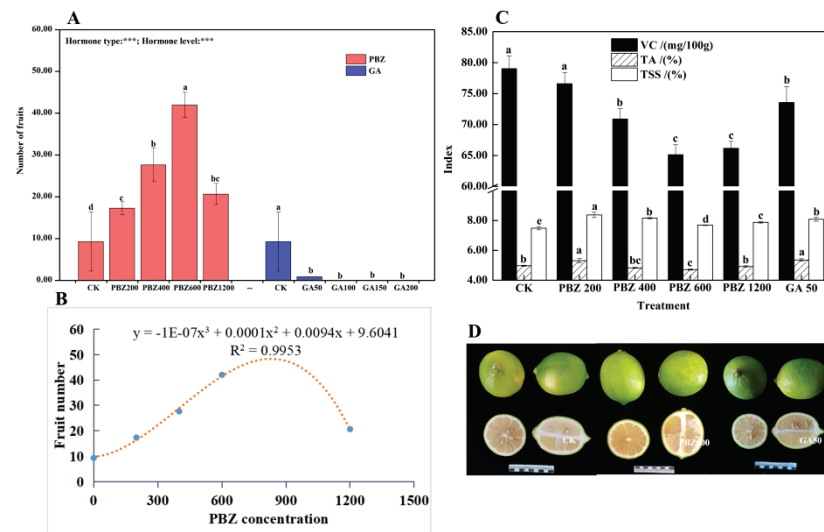 A
Hormone type:***; Hormone level:***
PBZ
GA
Number of fruits
60.00
50.00
40.00
30.00
20.00
10.00
0.00
d
c
b
a
bc
a
b
b
b
b
CK
PBZ200
PBZ400
PBZ600
PBZ1200
--
CK
GA50
GA100
GA150
GA200
B
y = -1E-07x³ + 0.0001x² + 0.0094x + 9.6041
R² = 0.9953
Fruit number
60
50
40
30
20
10
0
0
300
600
900
1200
1500
PBZ concentration
C
VC /(mg/100g)
TA /(%)
TSS /(%)
Index
85.00
80.00
75.00
70.00
65.00
60.00
8.00
6.00
4.00
a
a
b
c
c
b
b
e
a
a
bc
b
c
d
b
c
a
b
CK
PBZ 200
PBZ 400
PBZ 600
PBZ 1200
GA 50
Treatment
D
CK
GA50